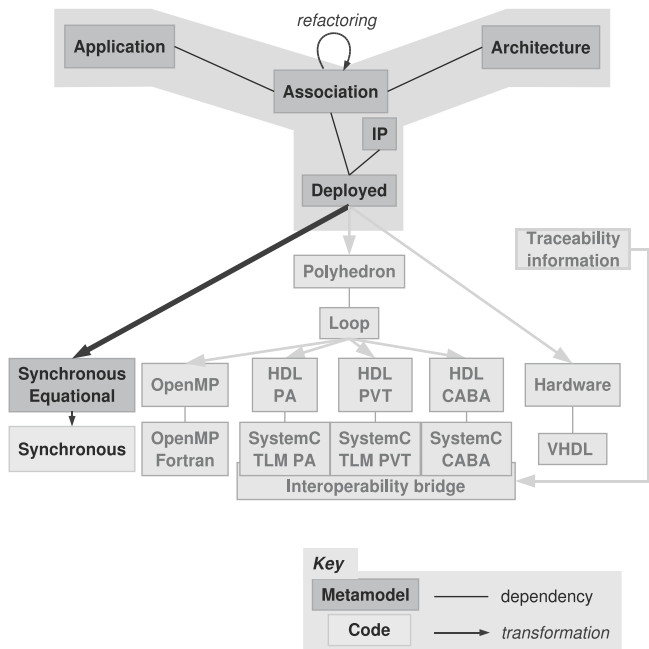 refactoring
Application
Architecture
Association
IP
Deployed
Traceability
information
Polyhedron
Loop
Synchronous
Equational
OpenMP
HDL
PA
HDL
PVT
HDL
CABA
Hardware
Synchronous
OpenMP
Fortran
SystemC
TLM PA
SystemC
TLM PVT
SystemC
CABA
VHDL
Interoperability bridge
Key
Metamodel
dependency
Code
transformation